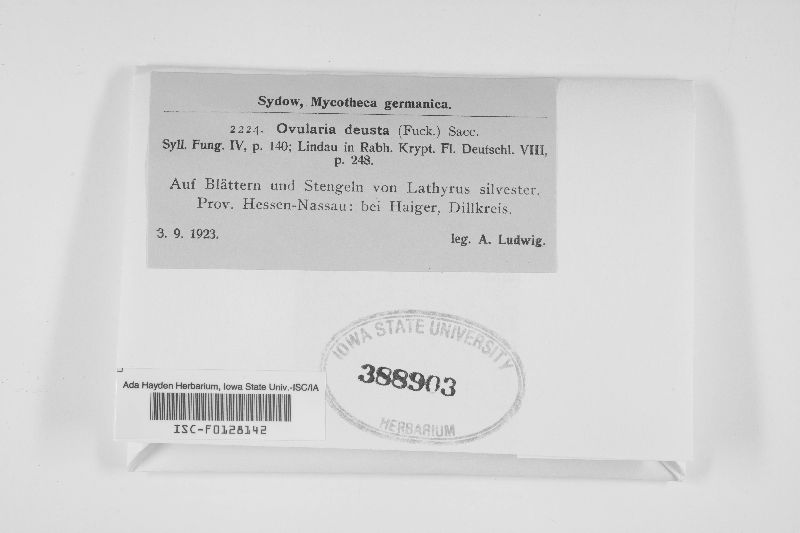 Sydow, Mycotheca germanica.
2224. Ovularia deusta (Fuck.) Sacc.
Syll. Fung. IV, p. 140; Lindau in Rabh. Krypt. Fl. Deutschl. VIII,
p. 248.
Auf Blättern und Stengeln von Lathyrus silvester.
Prov. Hessen-Nassau: bei Haiger, Dillkreis.
3. 9. 1923. leg. A. Ludwig.
IOWA STATE UNIVERSITY
388903
HERBARIUM
Ada Hayden Herbarium, Iowa State Univ.-ISC/IA
ISC-F0128142